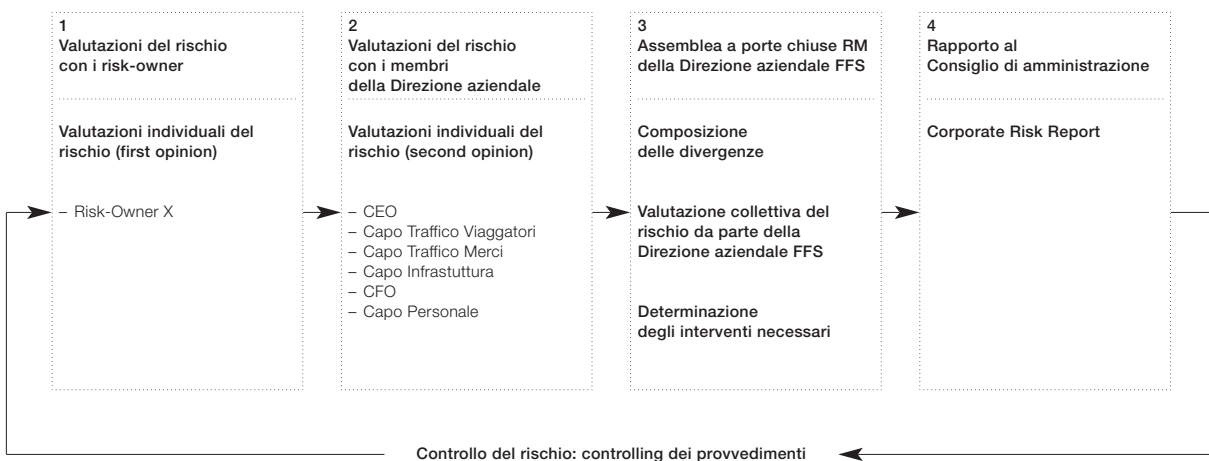 1
Valutazioni del rischio
con i risk-owner
Valutazioni individuali del
rischio (first opinion)
– Risk-Owner X
2
Valutazioni del rischio
con i membri
della Direzione aziendale
Valutazioni individuali del
rischio (second opinion)
– CEO
– Capo Traffico Viaggatori
– Capo Traffico Merci
– Capo Infrastuttura
– CFO
– Capo Personale
3
Assemblea a porte chiuse RM
della Direzione aziendale FFS
Composizione
delle divergenze
Valutazione collettiva del
rischio da parte della
Direzione aziendale FFS
Determinazione
degli interventi necessari
4
Rapporto al
Consiglio di amministrazione
Corporate Risk Report
Controllo del rischio: controlling dei provvedimenti